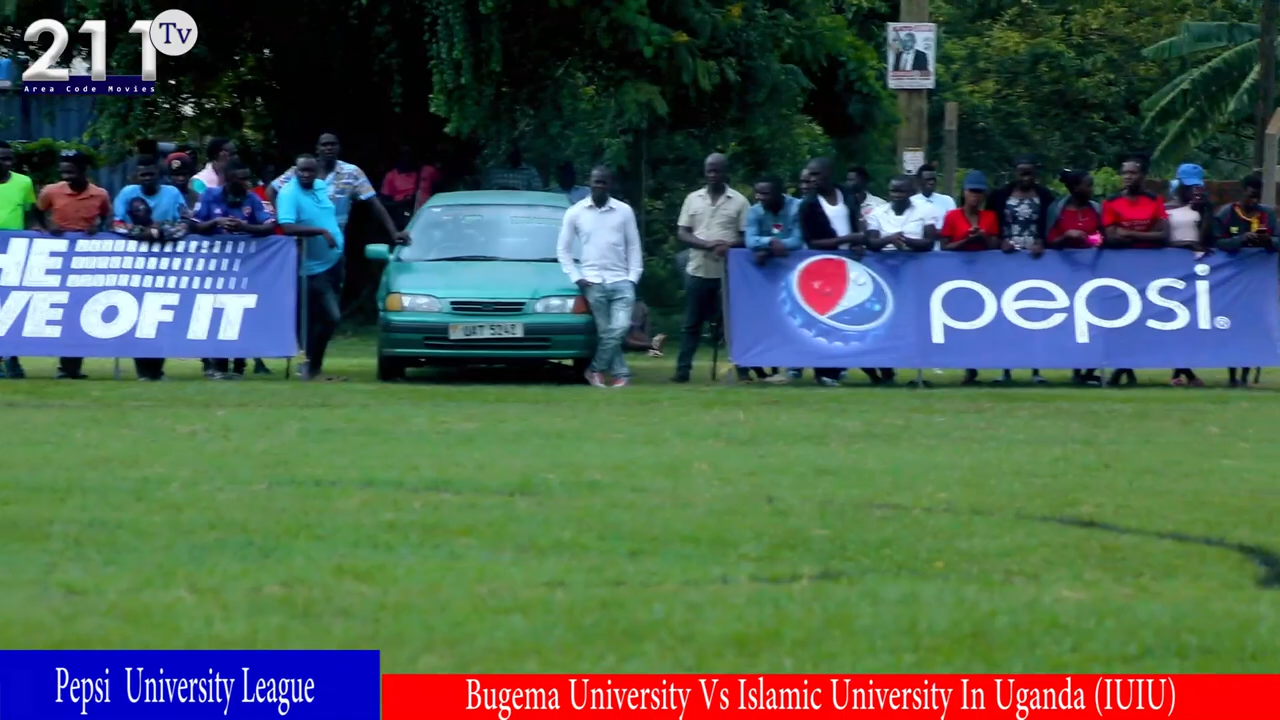 211 Tv
Area Code Movies
HE
VE OF IT
UAT 524
pepsi®
Pepsi University League
Bugema University Vs Islamic University In Uganda (IUIU)